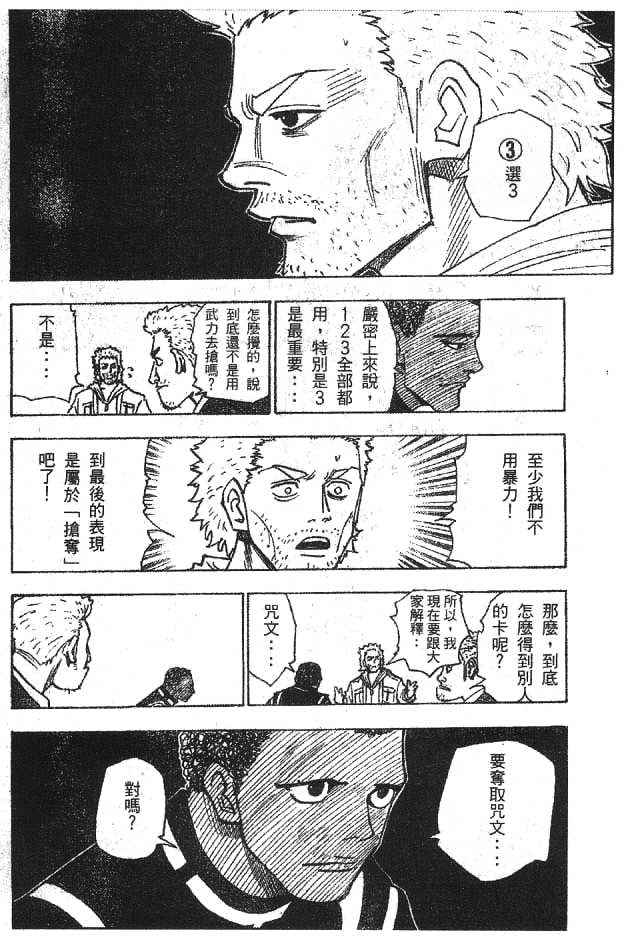 ③
選3
嚴密上來說，
123全部都
用，特別是3
是最重要：：
怎麼攪的，說
到底還不是用
武力去搶嗎？
不是：：
至少我們不
用暴力！
到最後的表現
是屬於「搶奪」
吧了！
那麼，到底
怎麼得到別人
的卡呢？
所以，我
現在要跟大
家解釋：
咒文：：
要奪取咒文：：
對嗎？